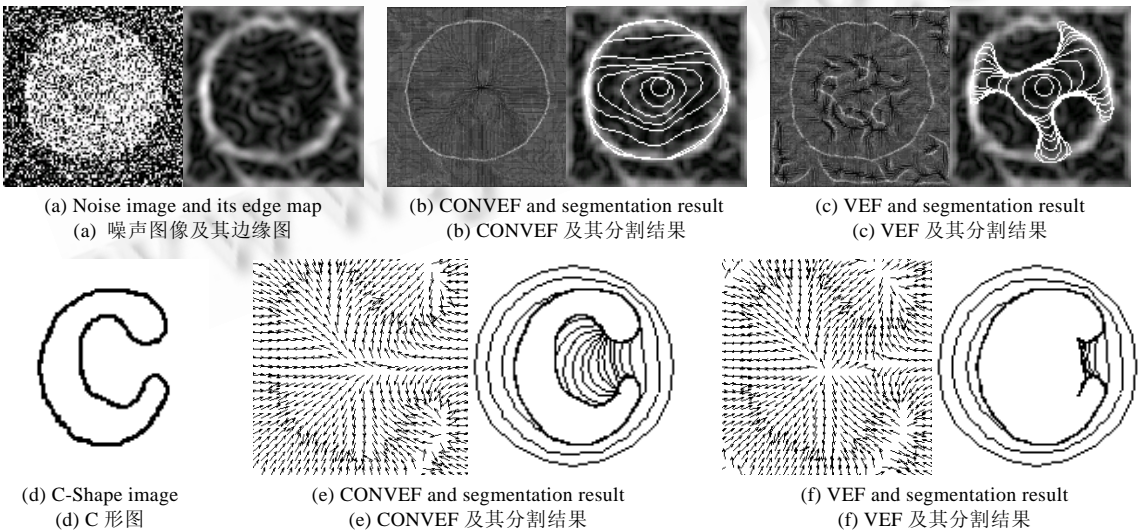 (a) Noise image and its edge map
(a) 噪声图像及其边缘图
(b) CONVEF and segmentation result
(b) CONVEF 及其分割结果
(c) VEF and segmentation result
(c) VEF 及其分割结果
(d) C-Shape image
(d) C 形图
(e) CONVEF and segmentation result
(e) CONVEF 及其分割结果
(f) VEF and segmentation result
(f) VEF 及其分割结果